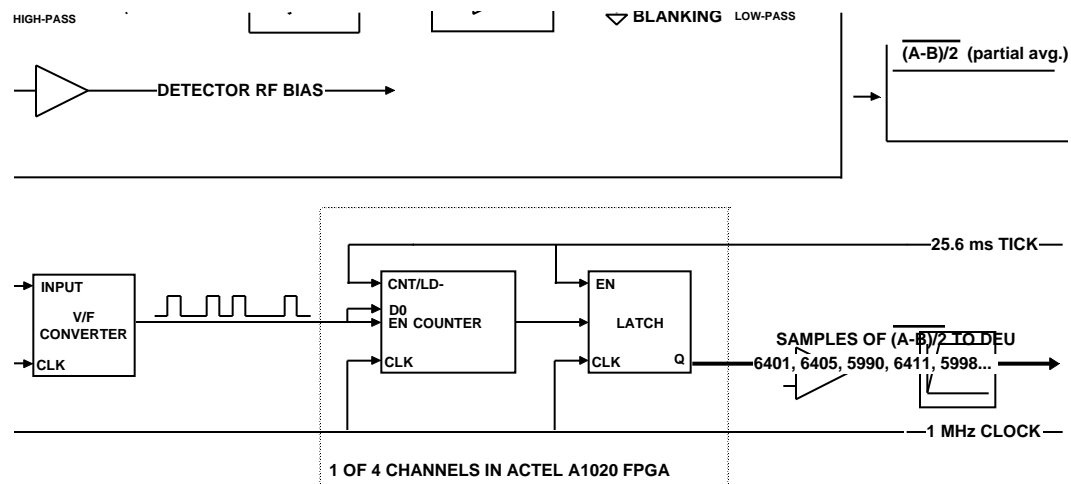 HIGH-PASS
BLANKING
LOW-PASS
(A-B)/2 (partial avg.)
DETECTOR RF BIAS
25.6 ms TICK
INPUT
V/F
CONVERTER
CLK
CNT/LD-
D0
EN COUNTER
CLK
EN
LATCH
CLK
Q
SAMPLES OF (A-B)/2 TO DEU
6401, 6405, 5990, 6411, 5998...
1 MHz CLOCK
1 OF 4 CHANNELS IN ACTEL A1020 FPGA